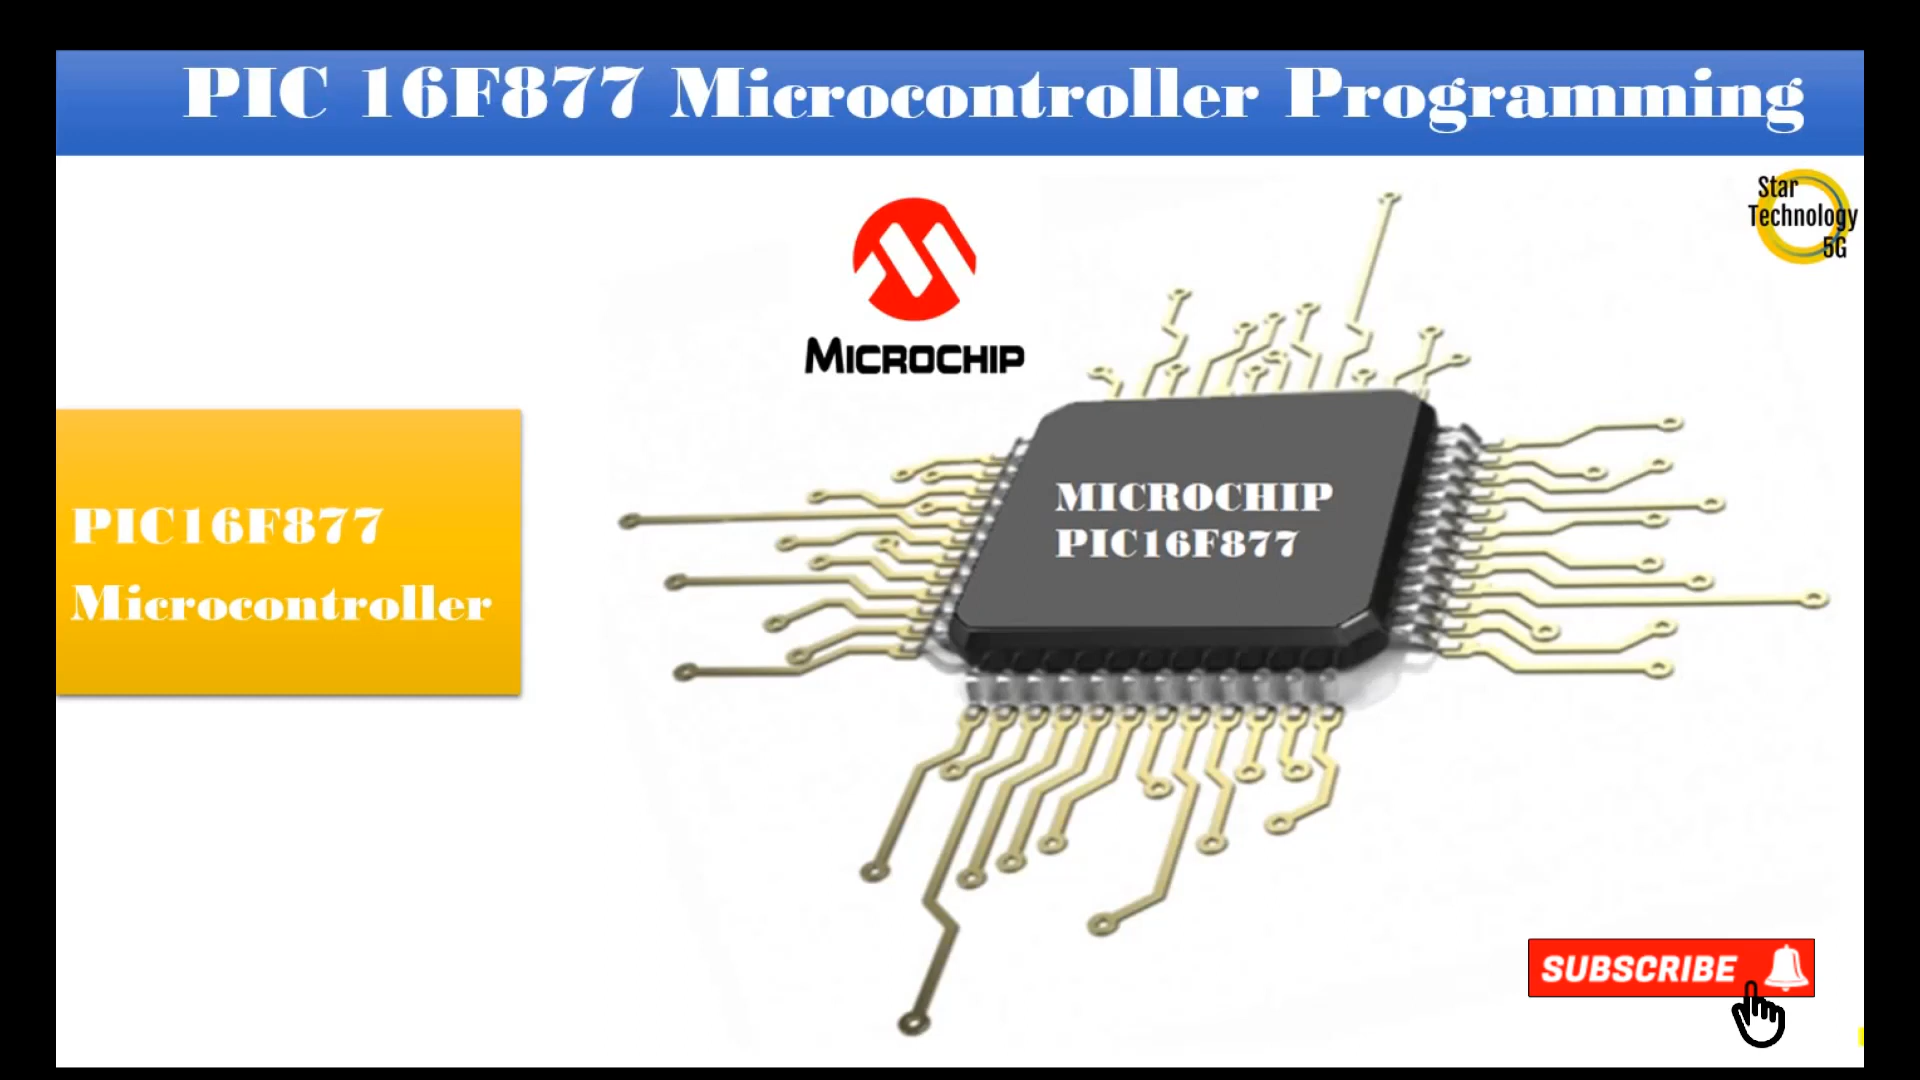 PIC 16F877 Microcontroller Programming
Star
Technology
5G
MICROCHIP
MICROCHIP
PIC16F877
PIC16F877
Microcontroller
SUBSCRIBE